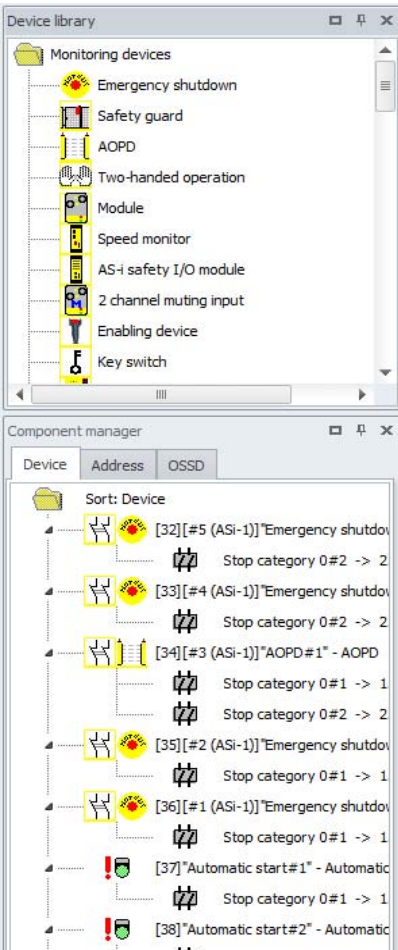 Device library
Monitoring devices
Emergency shutdown
Safety guard
AOPD
Two-handed operation
Module
Speed monitor
AS-i safety I/O module
2 channel muting input
Enabling device
Key switch
Component manager
Device Address OSSD
Sort: Device
[32][#5 (ASi-1)]"Emergency shutdow
Stop category 0#2 -> 2
[33][#4 (ASi-1)]"Emergency shutdow
Stop category 0#2 -> 2
[34][#3 (ASi-1)]"AOPD#1" - AOPD
Stop category 0#1 -> 1
Stop category 0#2 -> 2
[35][#2 (ASi-1)]"Emergency shutdow
Stop category 0#1 -> 1
[36][#1 (ASi-1)]"Emergency shutdow
Stop category 0#1 -> 1
[37]"Automatic start#1" - Automatic
Stop category 0#1 -> 1
[38]"Automatic start#2" - Automatic